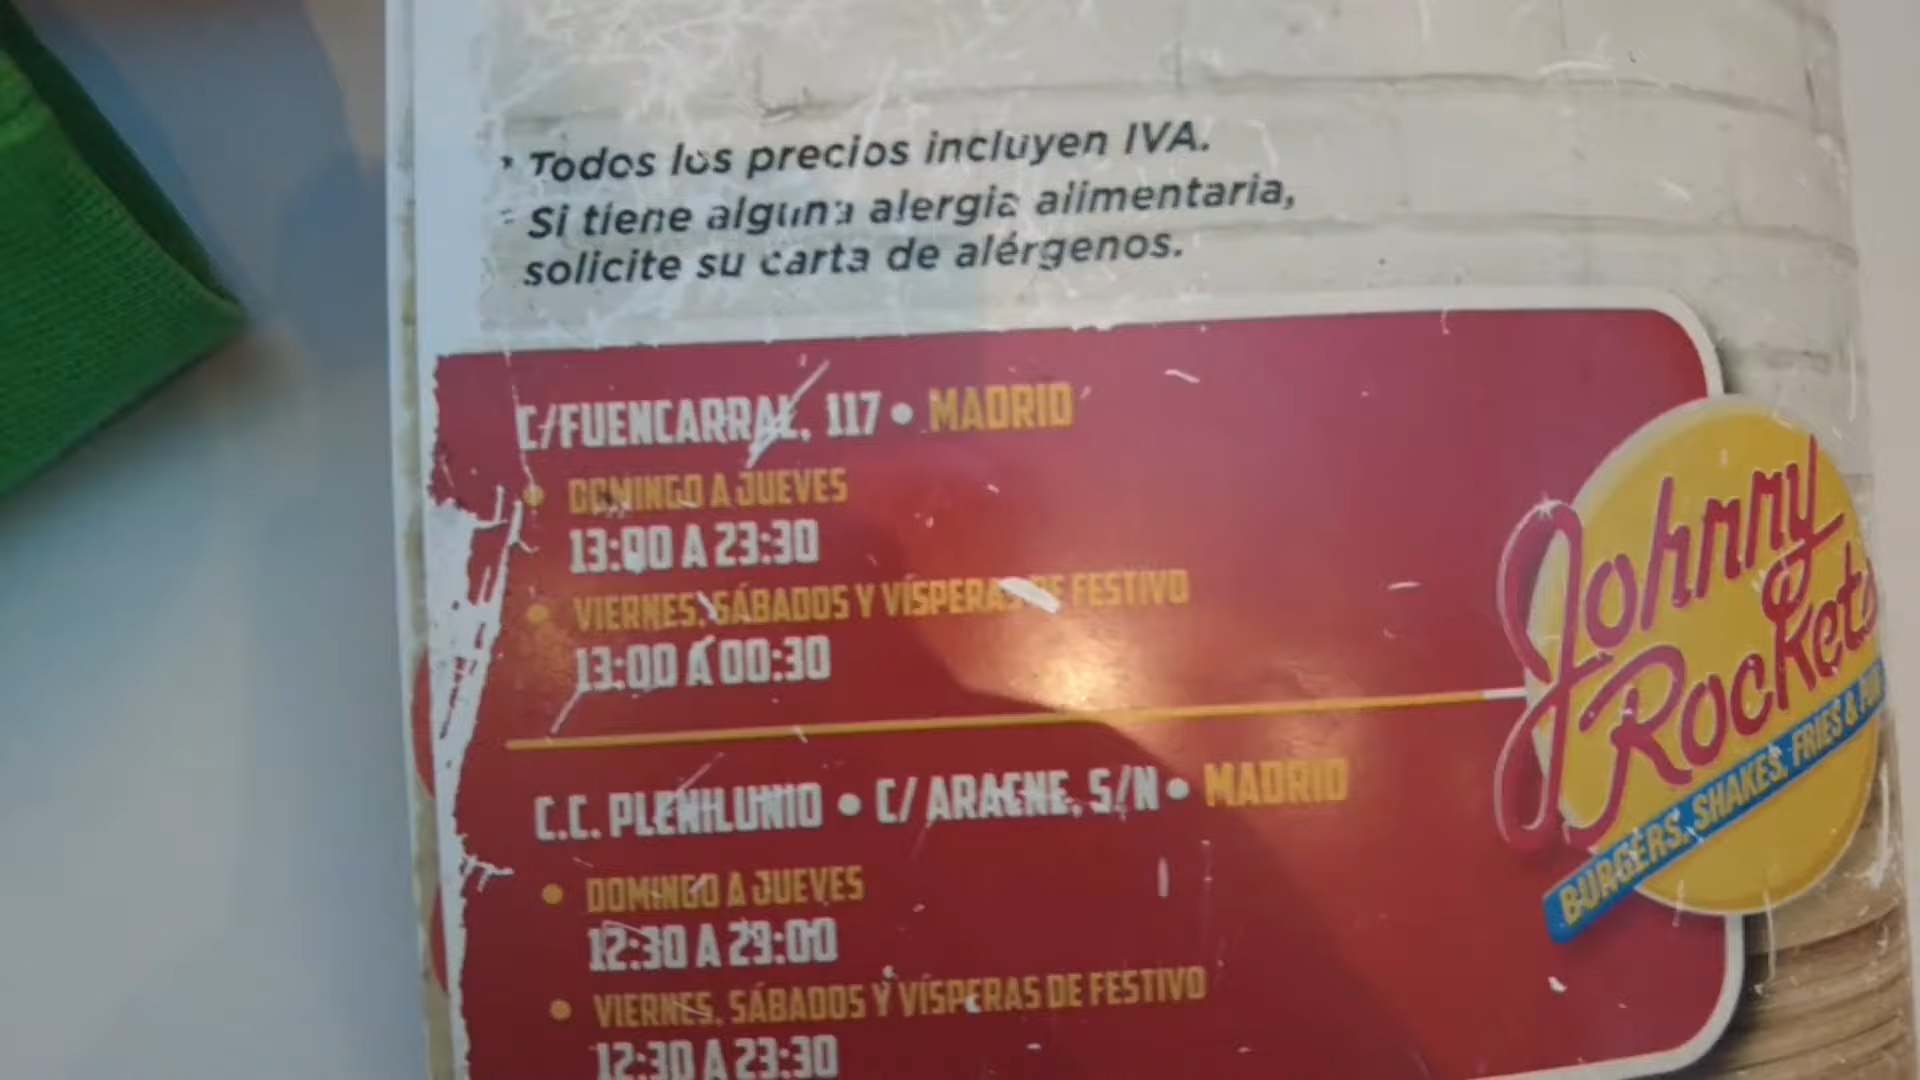 * Todos los precios incluyen IVA.
* Si tiene alguna alergia alimentaria,
solicite su carta de alérgenos.
C/FUENCARRAL, 117 • MADRID
• DOMINGO A JUEVES
13:00 A 23:30
• VIERNES, SÁBADOS Y VÍSPERAS DE FESTIVO
13:00 A 00:30
Johnny
Rockets
BURGERS, SHAKES, FRIES &
C.C. PLENILUNIO • C/ ARACNE, S/N • MADRID
• DOMINGO A JUEVES
12:30 A 23:00
• VIERNES, SÁBADOS Y VÍSPERAS DE FESTIVO
12:30 A 23:30